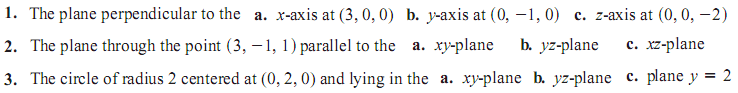 1. The plane perpendicular to the a. x-axis at (3, 0, 0) b. y-axis at (0, −1, 0) c. z-axis at (0, 0, −2)
2. The plane through the point (3, −1, 1) parallel to the a. xy-plane b. yz-plane c. xz-plane
3. The circle of radius 2 centered at (0, 2, 0) and lying in the a. xy-plane b. yz-plane c. plane y = 2